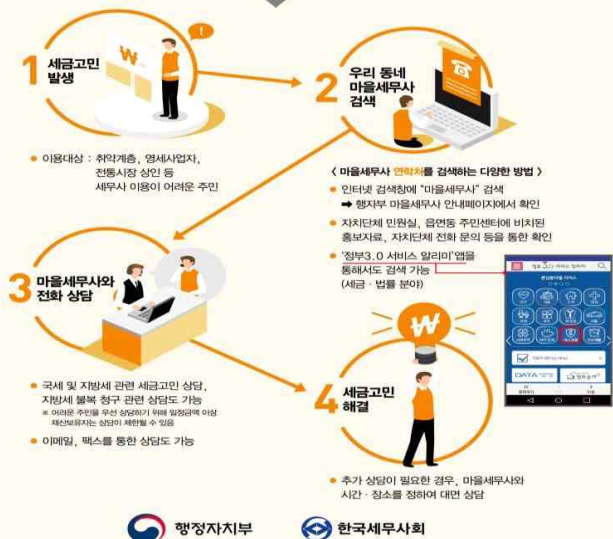 1 세금고민
발생
이용대상 : 취약계층, 영세사업자,
전통시장 상인 등
세무사 이용이 어려운 주민
2 우리 동네
마을세무사
검색
< 마을세무사 연락처를 검색하는 다양한 방법 >
인터넷 검색창에 "마을세무사" 검색
➡ 행자부 마을세무사 안내페이지에서 확인
자치단체 민원실, 읍면동 주민센터에 비치된
홍보자료, 자치단체 전화 문의 등을 통한 확인
'정부3.0 서비스 알리미'앱을
통해서도 검색 가능
(세금 · 법률 분야)
정부 3.0 서비스 알리미
DATA
3 마을세무사와
전화 상담
국세 및 지방세 관련 세금고민 상담,
지방세 불복 청구 관련 상담도 가능
※ 어려운 주민을 우선 상담하기 위해 일정금액 이상
재산보유자는 상담이 제한될 수 있음
이메일, 팩스를 통한 상담도 가능
4 세금고민
해결
추가 상담이 필요한 경우, 마을세무사와
시간 · 장소를 정하여 대면 상담
행정자치부
한국세무사회